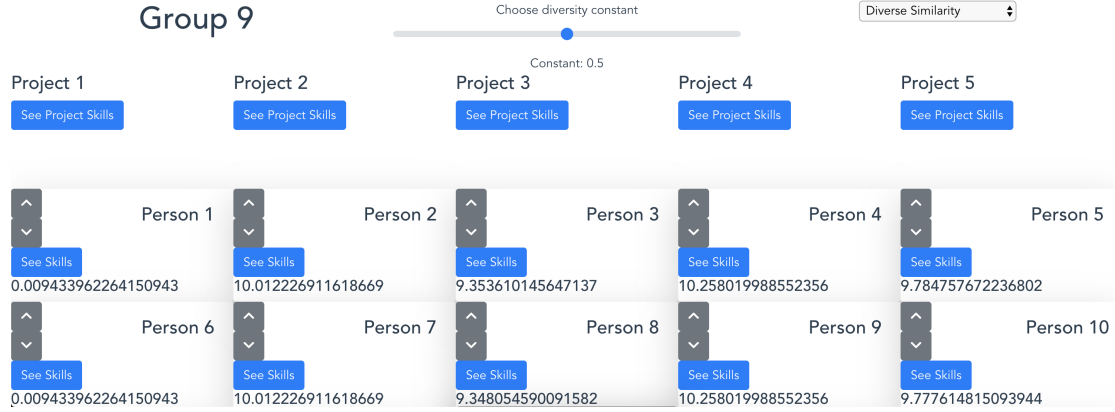 Group 9
Choose diversity constant
Diverse Similarity
Constant: 0.5
Project 1 Project 2 Project 3 Project 4 Project 5
See Project Skills See Project Skills See Project Skills See Project Skills See Project Skills
Person 1 Person 2 Person 3 Person 4 Person 5
See Skills See Skills See Skills See Skills See Skills
0.009433962264150943 10.012226911618669 9.353610145647137 10.258019988552356 9.784757672236802
Person 6 Person 7 Person 8 Person 9 Person 10
See Skills See Skills See Skills See Skills See Skills
0.009433962264150943 10.012226911618669 9.348054590091582 10.258019988552356 9.777614815093944